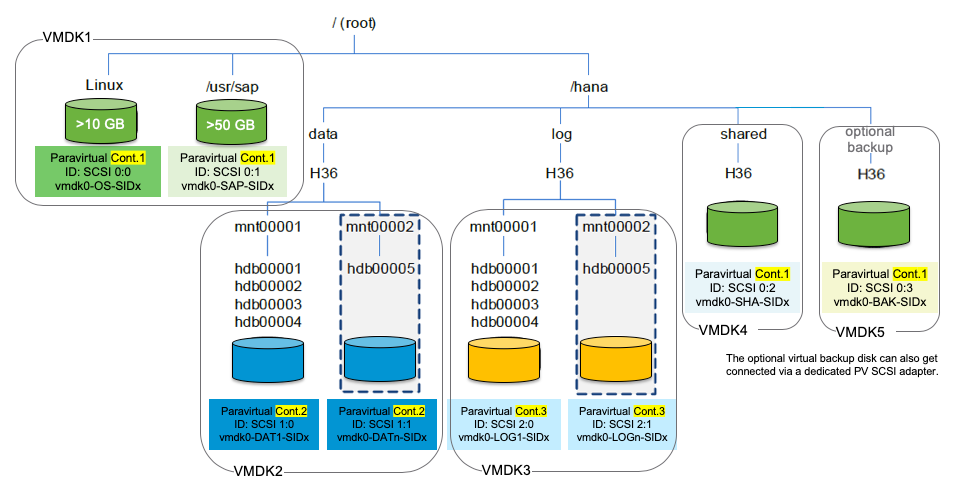 / (root)
VMDK1
Linux
/usr/sap
/hana
>10 GB
>50 GB
data
log
shared
optional
backup
Paravirtual Cont.1
ID: SCSI 0:0
vmdk0-OS-SIDx
Paravirtual Cont.1
ID: SCSI 0:1
vmdk0-SAP-SIDx
H36
H36
H36
H36
mnt00001
mnt00002
mnt00001
mnt00002
hdb00001
hdb00002
hdb00003
hdb00004
hdb00005
hdb00001
hdb00002
hdb00003
hdb00004
hdb00005
Paravirtual Cont.1
ID: SCSI 0:2
vmdk0-SHA-SIDx
Paravirtual Cont.1
ID: SCSI 0:3
vmdk0-BAK-SIDx
VMDK4
VMDK5
The optional virtual backup disk can also get
connected via a dedicated PV SCSI adapter.
Paravirtual Cont.2
ID: SCSI 1:0
vmdk0-DAT1-SIDx
Paravirtual Cont.2
ID: SCSI 1:1
vmdk0-DATn-SIDx
Paravirtual Cont.3
ID: SCSI 2:0
vmdk0-LOG1-SIDx
Paravirtual Cont.3
ID: SCSI 2:1
vmdk0-LOGn-SIDx
VMDK2
VMDK3